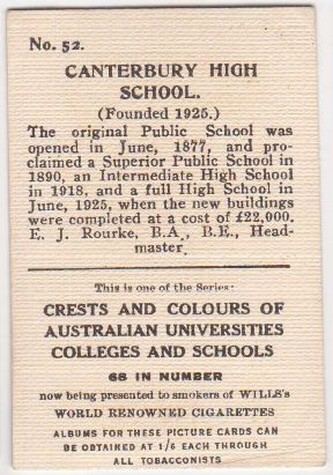 No. 52.
CANTERBURY HIGH
SCHOOL.
(Founded 1925.)
The original Public School was
opened in June, 1877, and pro-
claimed a Superior Public School in
1890, an Intermediate High School
in 1918, and a full High School in
June, 1925, when the new buildings
were completed at a cost of £22,000.
E. J. Rourke, B.A., B.E., Head-
master.
This is one of the Series:
CRESTS AND COLOURS OF
AUSTRALIAN UNIVERSITIES
COLLEGES AND SCHOOLS
68 IN NUMBER
now being presented to smokers of WILLS's
WORLD RENOWNED CIGARETTES
ALBUMS FOR THESE PICTURE CARDS CAN
BE OBTAINED AT 1/6 EACH THROUGH
ALL TOBACCONISTS